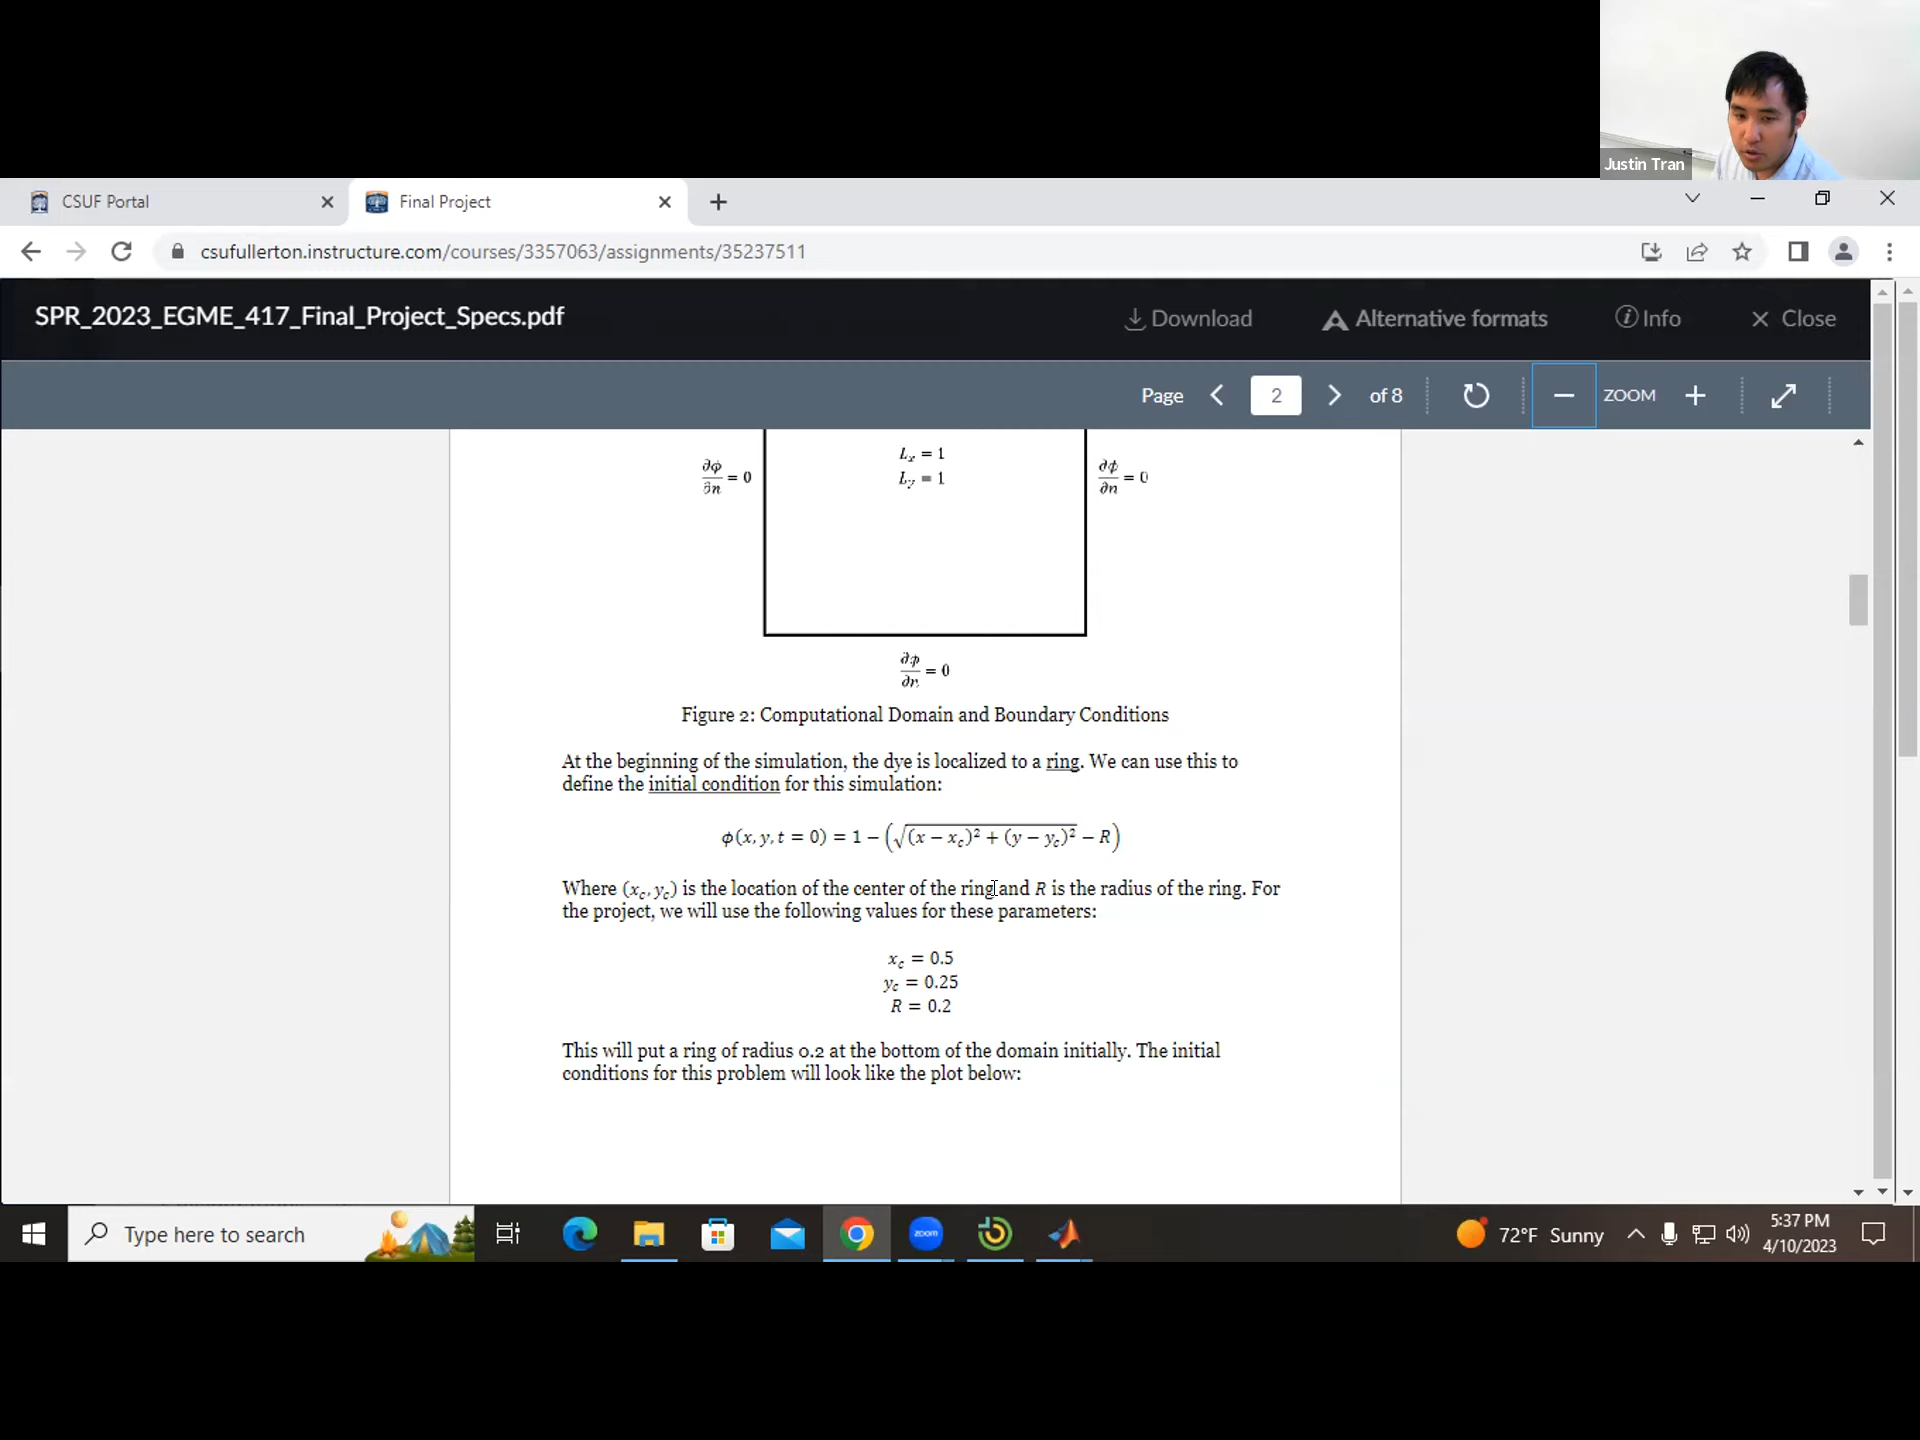 Justin Tran
CSUF Portal
Final Project
csufullerton.instructure.com/courses/3357063/assignments/35237511
SPR_2023_EGME_417_Final_Project_Specs.pdf
Download
Alternative formats
Info
Close
Page 2 of 8
ZOOM
L_x = 1
∂φ/∂n = 0
∂φ/∂n = 0
L_y = 1
∂φ/∂n = 0
Figure 2: Computational Domain and Boundary Conditions
At the beginning of the simulation, the dye is localized to a ring. We can use this to
define the initial condition for this simulation:
ϕ(x, y, t = 0) = 1 − (√(x − x_c)² + (y − y_c)² − R)
Where (x_c, y_c) is the location of the center of the ring and R is the radius of the ring. For
the project, we will use the following values for these parameters:
x_c = 0.5
y_c = 0.25
R = 0.2
This will put a ring of radius 0.2 at the bottom of the domain initially. The initial
conditions for this problem will look like the plot below:
Type here to search
zoom
72°F Sunny
5:37 PM
4/10/2023